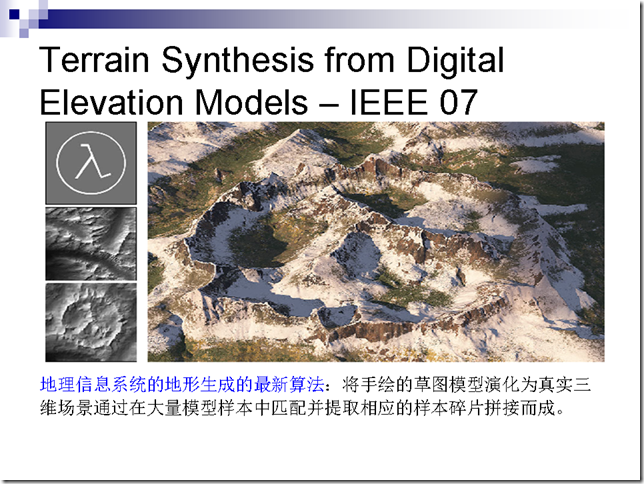 Terrain Synthesis from Digital
Elevation Models – IEEE 07
地理信息系统的地形生成的最新算法：将手绘的草图模型演化为真实三
维场景通过在大量模型样本中匹配并提取相应的样本碎片拼接而成。